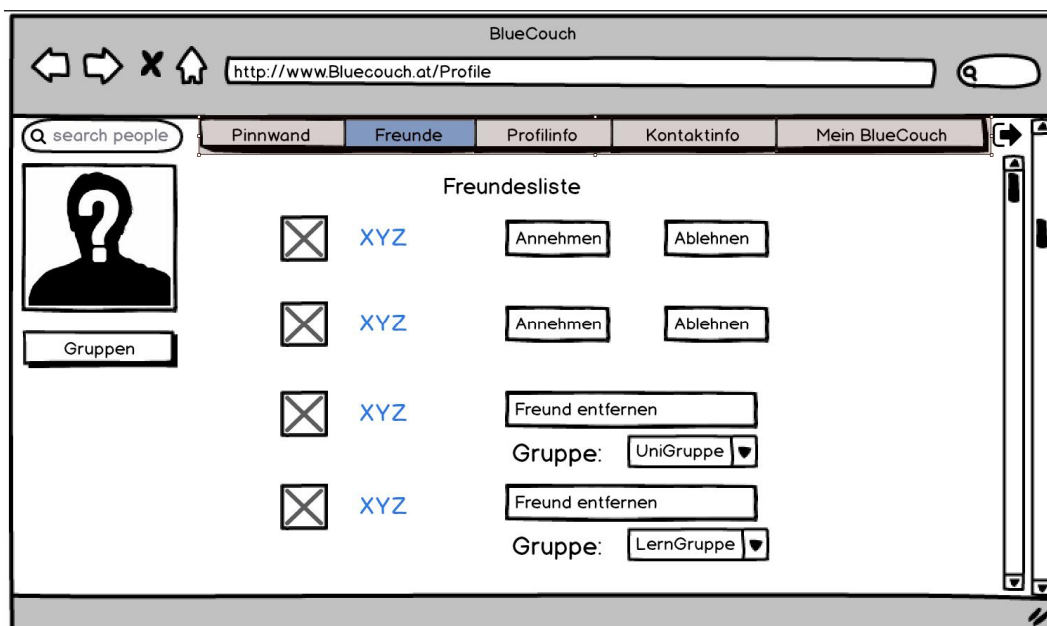 BlueCouch
http://www.Bluecouch.at/Profile
search people
Pinnwand Freunde Profilinfo Kontaktinfo Mein BlueCouch
Freundesliste
XYZ Annehmen Ablehnen
XYZ Annehmen Ablehnen
Gruppen
XYZ Freund entfernen
Gruppe: UniGruppe
XYZ Freund entfernen
Gruppe: LernGruppe